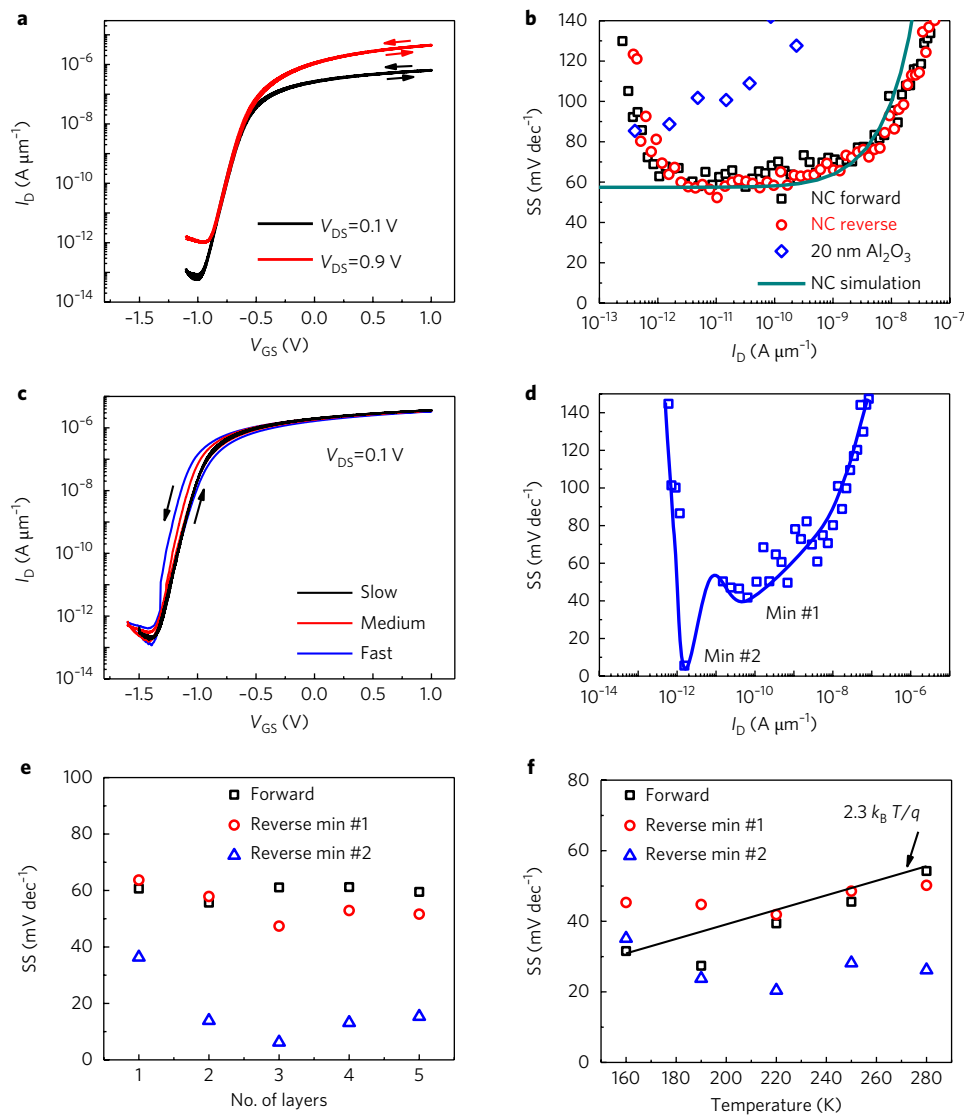 a
10⁻⁶
10⁻⁸
10⁻¹⁰
10⁻¹²
10⁻¹⁴
I_D (A μm⁻¹)
V_DS=0.1 V
V_DS=0.9 V
−1.5 −1.0 −0.5 0.0 0.5 1.0
V_GS (V)
b
140
120
100
80
60
40
20
0
SS (mV dec⁻¹)
NC forward
NC reverse
20 nm Al₂O₃
NC simulation
10⁻¹³ 10⁻¹² 10⁻¹¹ 10⁻¹⁰ 10⁻⁹ 10⁻⁸ 10⁻⁷
I_D (A μm⁻¹)
c
10⁻⁶
10⁻⁸
10⁻¹⁰
10⁻¹²
10⁻¹⁴
I_D (A μm⁻¹)
V_DS=0.1 V
Slow
Medium
Fast
−1.5 −1.0 −0.5 0.0 0.5 1.0
V_GS (V)
d
140
120
100
80
60
40
20
0
SS (mV dec⁻¹)
Min #1
Min #2
10⁻¹⁴ 10⁻¹² 10⁻¹⁰ 10⁻⁸ 10⁻⁶
I_D (A μm⁻¹)
e
100
80
60
40
20
0
SS (mV dec⁻¹)
Forward
Reverse min #1
Reverse min #2
1 2 3 4 5
No. of layers
f
80
60
40
20
0
SS (mV dec⁻¹)
Forward
Reverse min #1
Reverse min #2
2.3 k_B T/q
160 180 200 220 240 260 280
Temperature (K)